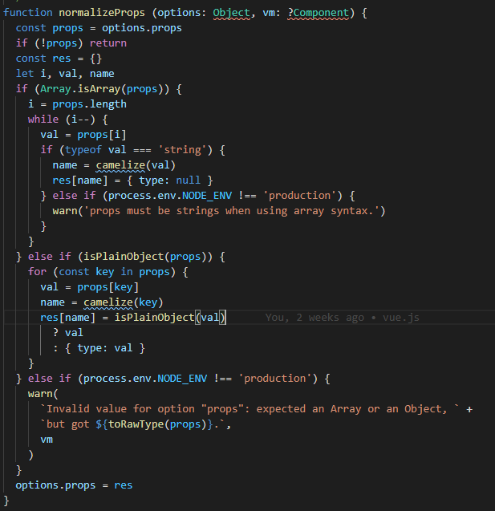 function normalizeProps (options: Object, vm: ?Component) {
  const props = options.props
  if (!props) return
  const res = {}
  let i, val, name
  if (Array.isArray(props)) {
    i = props.length
    while (i--) {
      val = props[i]
      if (typeof val === 'string') {
        name = camelize(val)
        res[name] = { type: null }
      } else if (process.env.NODE_ENV !== 'production') {
        warn('props must be strings when using array syntax.')
      }
    }
  } else if (isPlainObject(props)) {
    for (const key in props) {
      val = props[key]
      name = camelize(key)
      res[name] = isPlainObject(val)      You, 2 weeks ago • vue.js
        ? val
        : { type: val }
    }
  } else if (process.env.NODE_ENV !== 'production') {
    warn(
      `Invalid value for option "props": expected an Array or an Object, ` +
      `but got ${toRawType(props)}.`,
      vm
    )
  }
  options.props = res
}